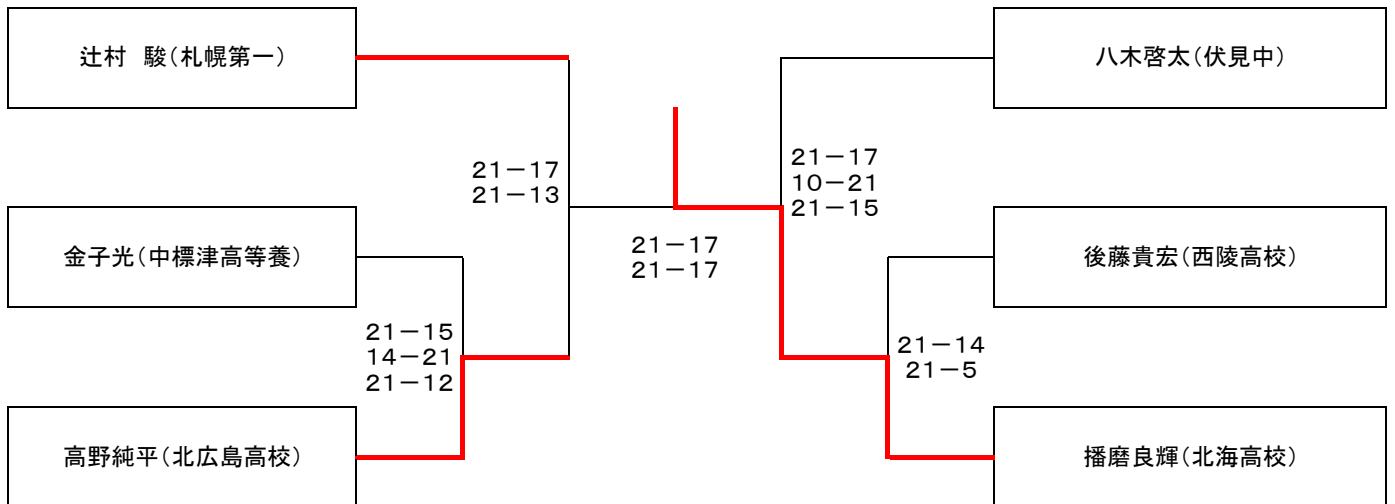 辻村　駿(札幌第一)
八木啓太(伏見中)
21－17
21－13
21－17
10－21
21－15
金子光(中標津高等養)
21－17
21－17
後藤貴宏(西陵高校)
21－15
14－21
21－12
21－14
21－5
高野純平(北広島高校)
播磨良輝(北海高校)